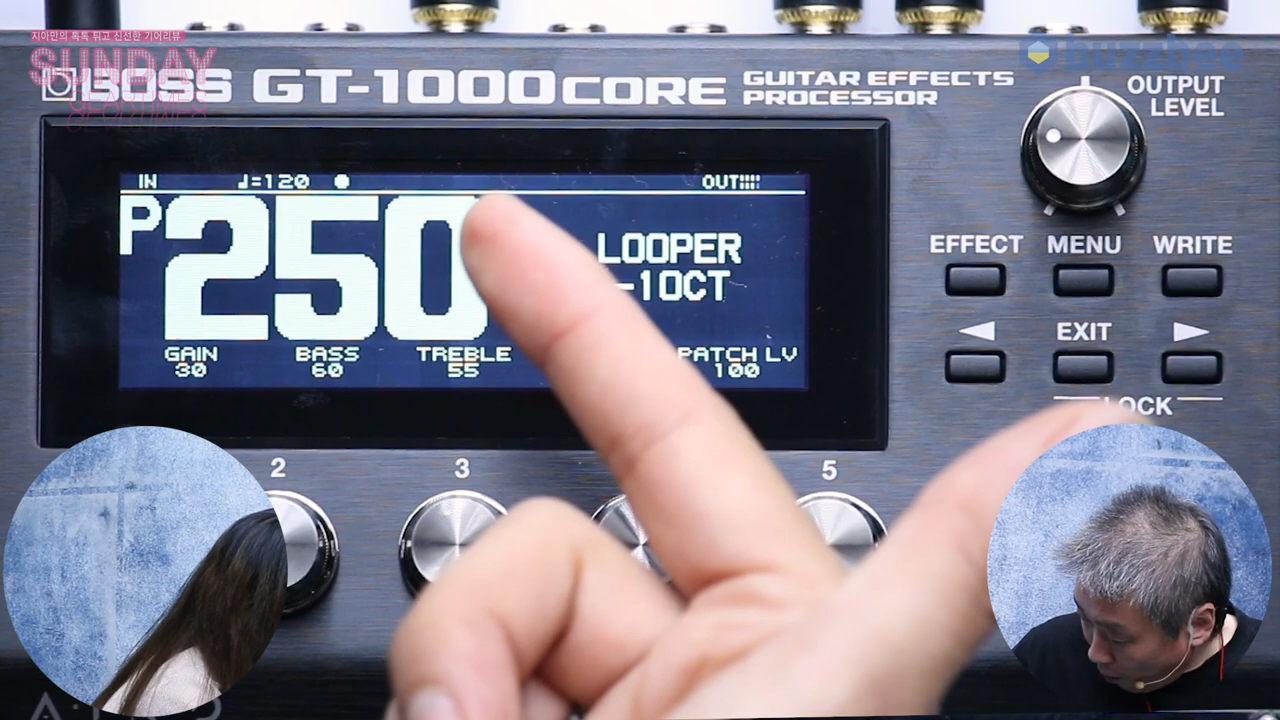 지아만의 톡톡 튀고 신선한 기어리뷰
SUNDAY
buzzbee
BOSS GT-1000CORE GUITAR EFFECTS PROCESSOR
OUTPUT LEVEL
IN ♩=120 OUT
P250
LOOPER
-1OCT
GAIN BASS TREBLE PATCH LV
30 60 55 100
EFFECT MENU WRITE
EXIT
LOCK
2 3 5